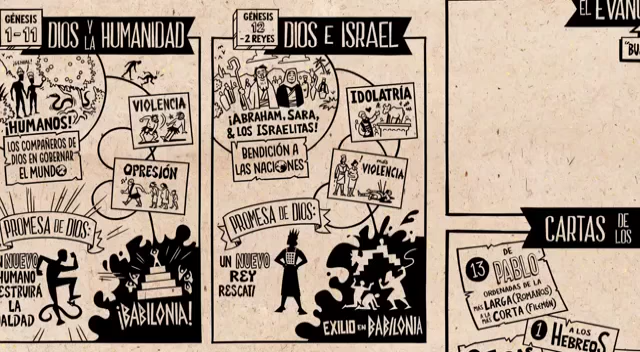 GÉNESIS
1-11
DIOS Y LA HUMANIDAD
¡HUMANOS!
LOS COMPAÑEROS DE
DIOS EN GOBERNAR
EL MUNDO
VIOLENCIA
OPRESIÓN
PROMESA DE DIOS:
UN NUEVO
HUMANO
LA
¡BABILONIA!
GÉNESIS
12
-2 REYES
DIOS E ISRAEL
¡ABRAHAM, SARA,
& LOS ISRAELITAS!
BENDICIÓN A
LAS NACIONES
IDOLATRÍA
MÁS
VIOLENCIA
PROMESA DE DIOS:
UN NUEVO
REY
RESCATA
EXILIO EN BABILONIA
EL
CARTAS DE
LOS
13
DE
PABLO
ORDENADAS DE LA
MÁS LARGA (ROMANOS)
A LA MÁS CORTA (FILEMÓN)
1
A LOS
HEBREOS